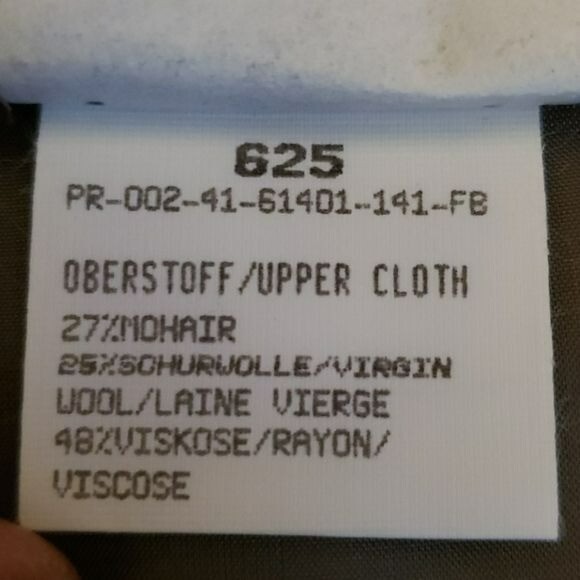 625
PR-002-41-61401-141-FB
OBERSTOFF/UPPER CLOTH
27%MOHAIR
25%SCHURWOLLE/VIRGIN
WOOL/LAINE VIERGE
48%VISKOSE/RAYON/
VISCOSE